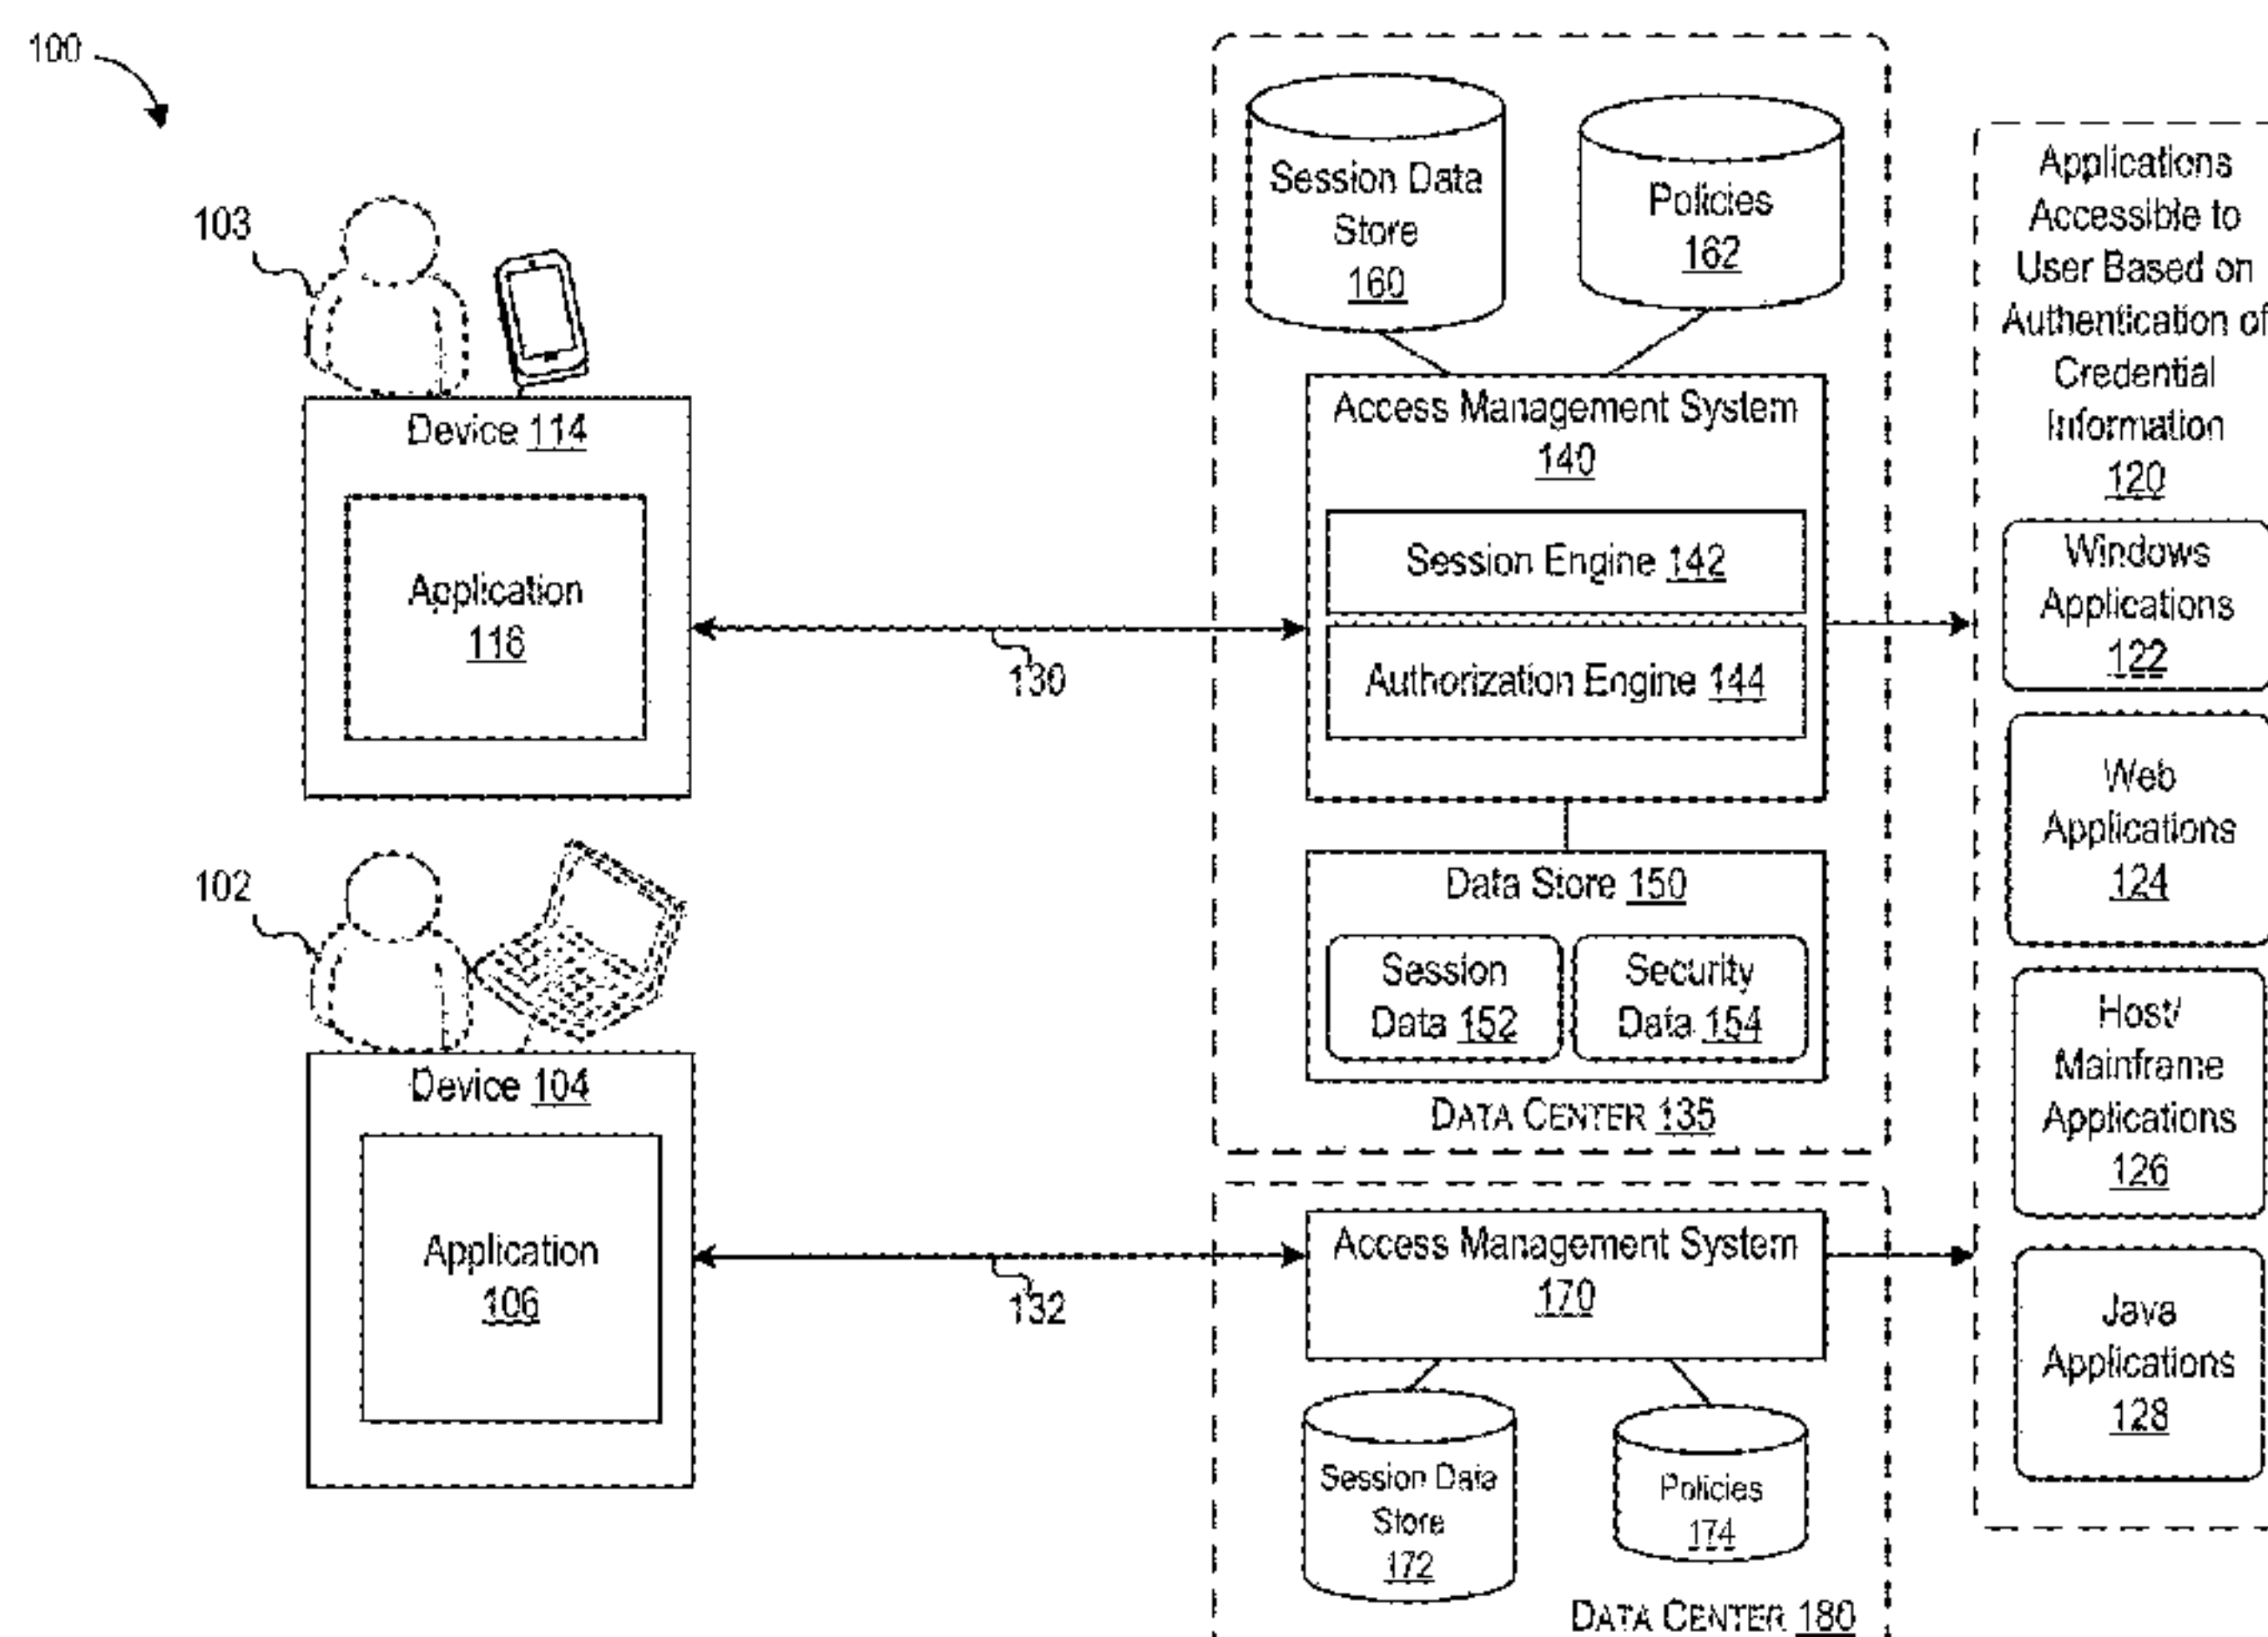 100
103
Device 114
Application
116
130
102
Device 104
Application
106
132
Session Data
Store
160
Policies
162
Access Management System
140
Session Engine 142
Authorization Engine 144
Data Store 150
Session
Data 152
Security
Data 154
DATA CENTER 135
Access Management System
170
Session Data
Store
172
Policies
174
DATA CENTER 180
Applications
Accessible to
User Based on
Authentication of
Credential
Information
120
Windows
Applications
122
Web
Applications
124
Host/
Mainframe
Applications
126
Java
Applications
128